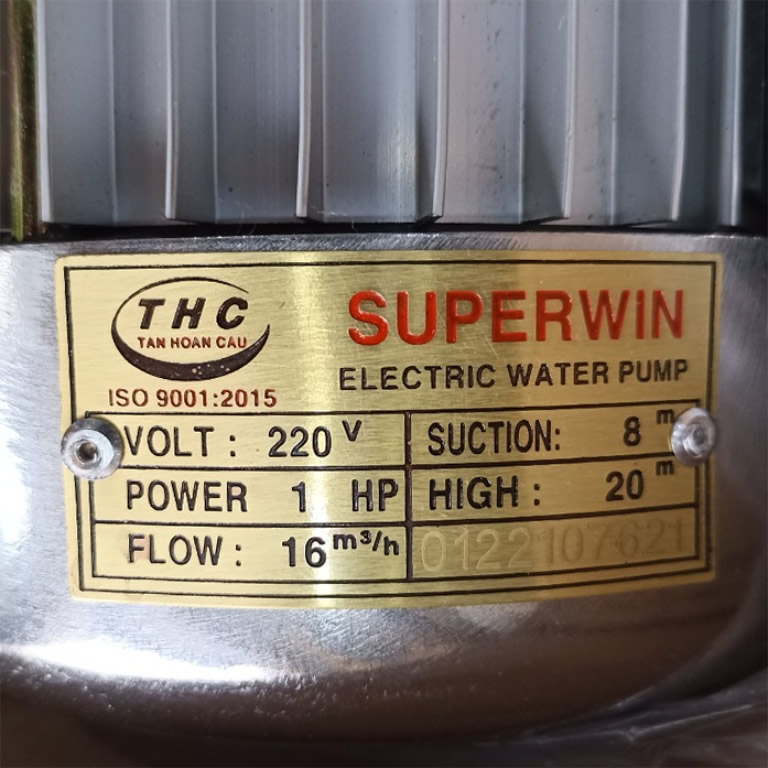 THC
TAN HOAN CAU
ISO 9001:2015
SUPERWIN
ELECTRIC WATER PUMP
VOLT : 220 V
SUCTION: 8 m
POWER 1 HP
HIGH : 20 m
FLOW : 16 m³/h
0122107621